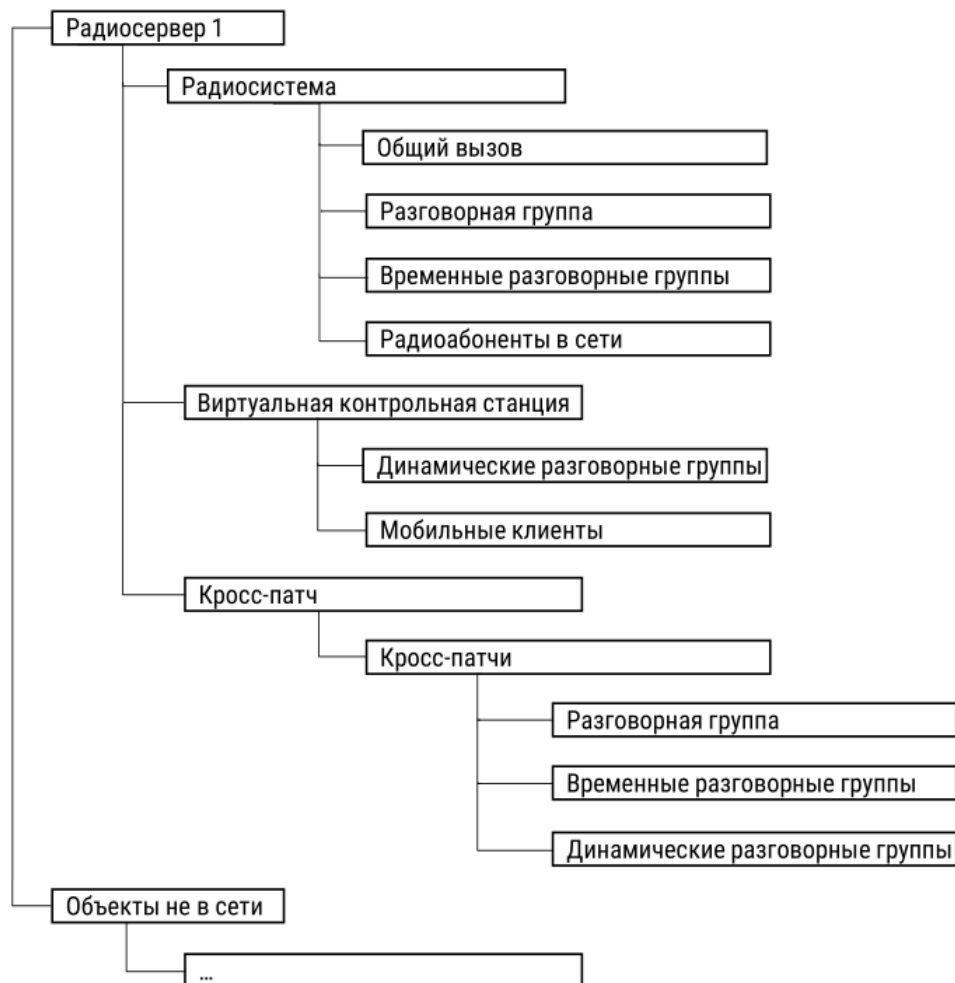 Радиосервер 1
Радиосистема
Общий вызов
Разговорная группа
Временные разговорные группы
Радиоабоненты в сети
Виртуальная контрольная станция
Динамические разговорные группы
Мобильные клиенты
Кросс-патч
Кросс-патчи
Разговорная группа
Временные разговорные группы
Динамические разговорные группы
Объекты не в сети
...